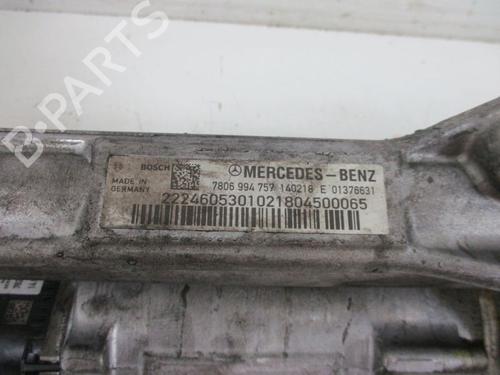 B-PARTS
BOSCH
MERCEDES-BENZ
MADE IN
GERMANY
7806 994 757 140218 E 01376631
2224605301021804500065